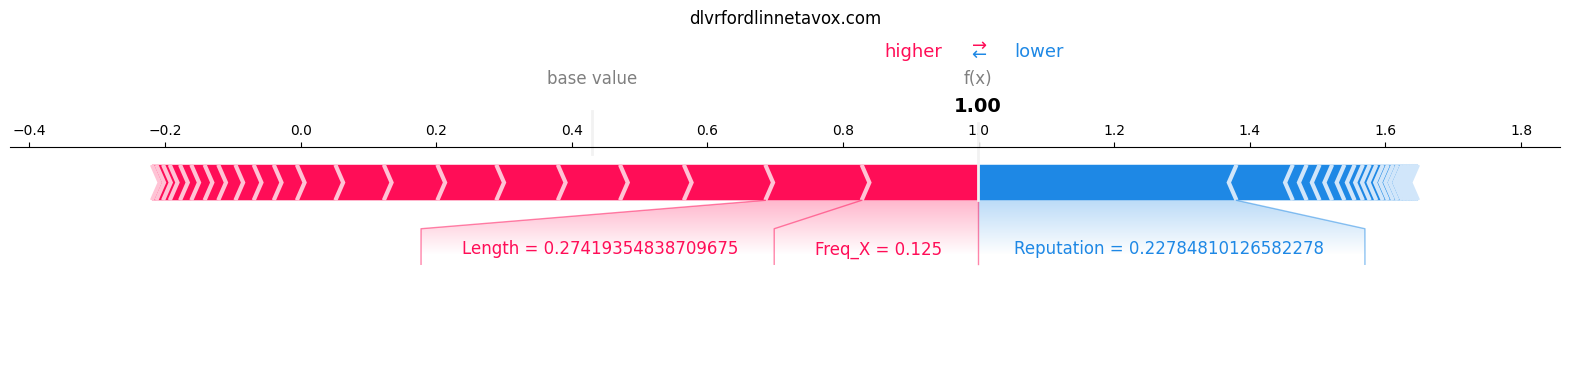 dlvrfordlinnetavox.com
higher ⇄ lower
base value f(x)
1.00
−0.4 −0.2 0.0 0.2 0.4 0.6 0.8 1.0 1.2 1.4 1.6 1.8
Length = 0.27419354838709675 Freq_X = 0.125 Reputation = 0.22784810126582278